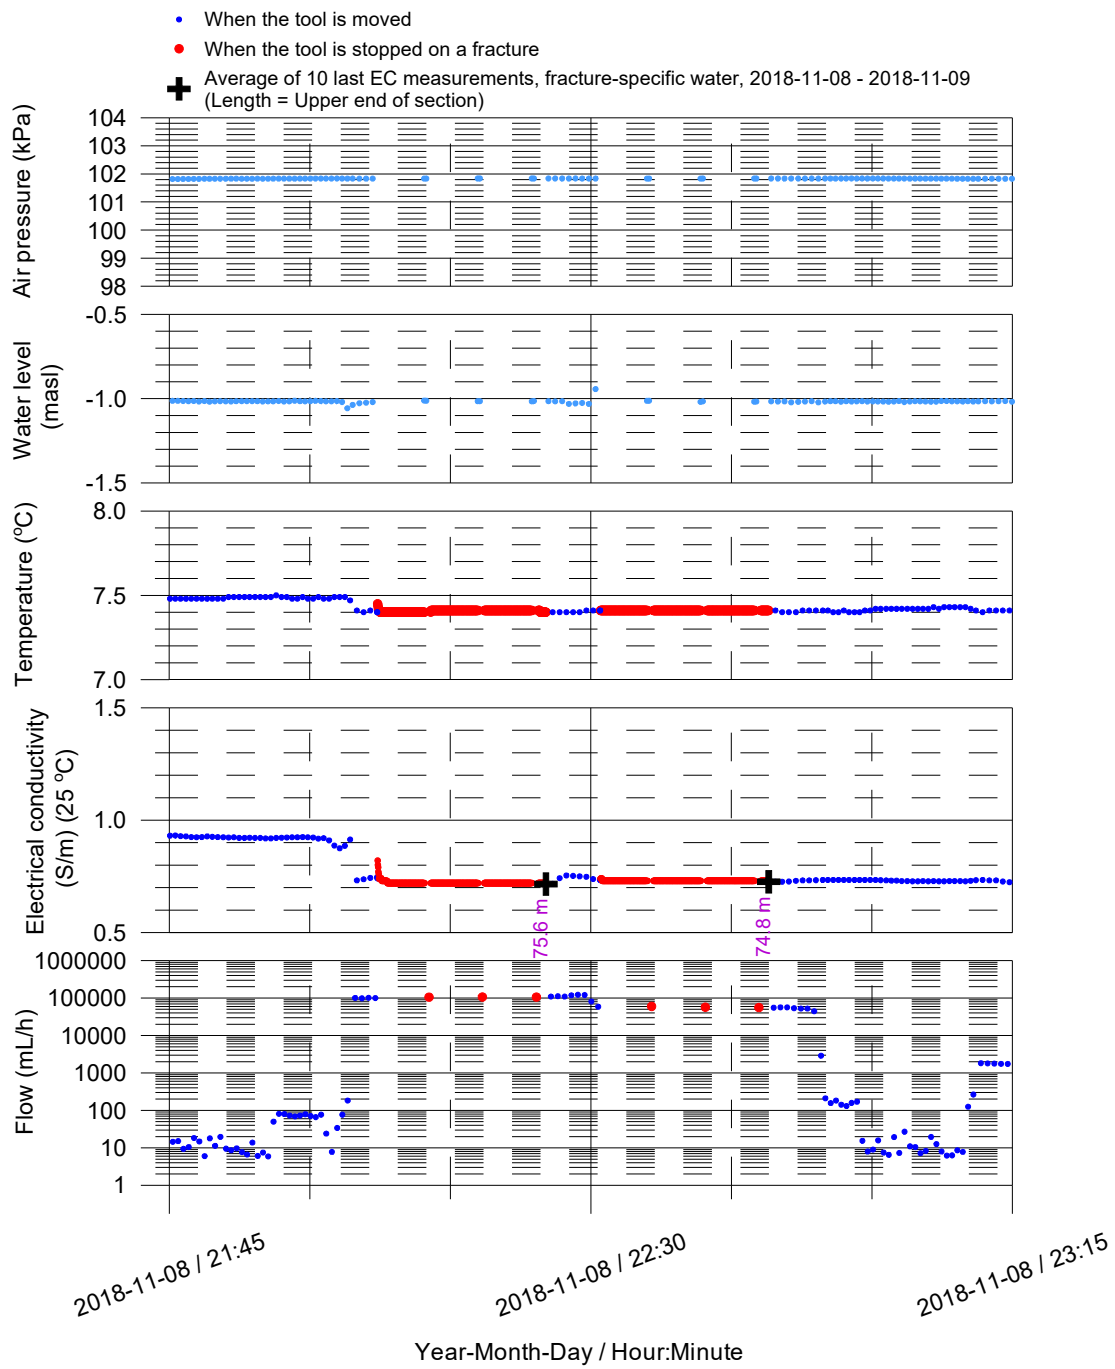 When the tool is moved
When the tool is stopped on a fracture
Average of 10 last EC measurements, fracture-specific water, 2018-11-08 - 2018-11-09
(Length = Upper end of section)
Air pressure (kPa)
104
103
102
101
100
99
98
Water level
(masl)
-0.5
-1.0
-1.5
Temperature (°C)
8.0
7.5
7.0
Electrical conductivity
(S/m) (25 °C)
1.5
1.0
0.5
75.6 m
74.8 m
Flow (mL/h)
1000000
100000
10000
1000
100
10
1
2018-11-08 / 21:45
2018-11-08 / 22:30
2018-11-08 / 23:15
Year-Month-Day / Hour:Minute